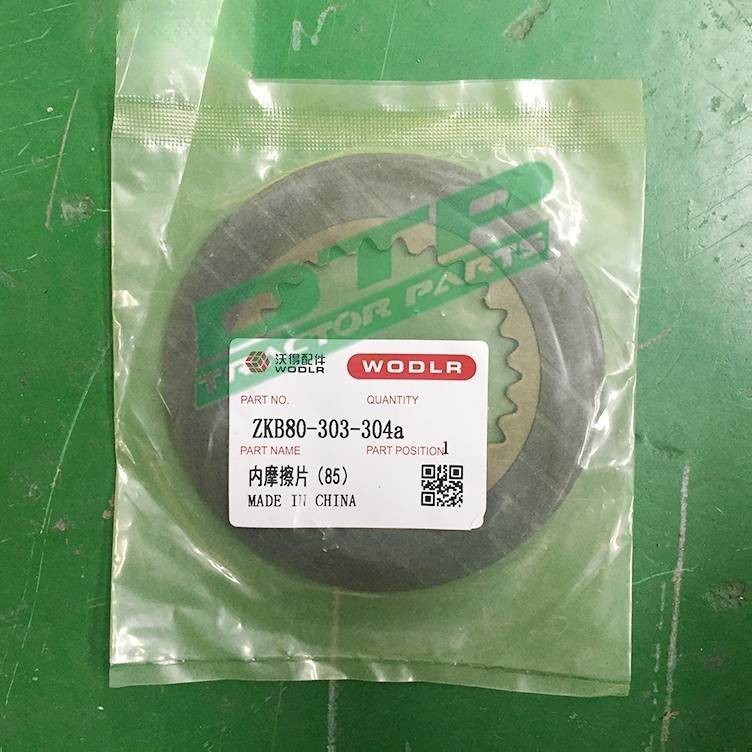 DTP
TRACTOR PARTS
沃得配件
WODLR
WODLR
PART NO.
QUANTITY
ZKB80-303-304a
PART NAME
PART POSITION
1
内摩擦片(85)
MADE IN CHINA